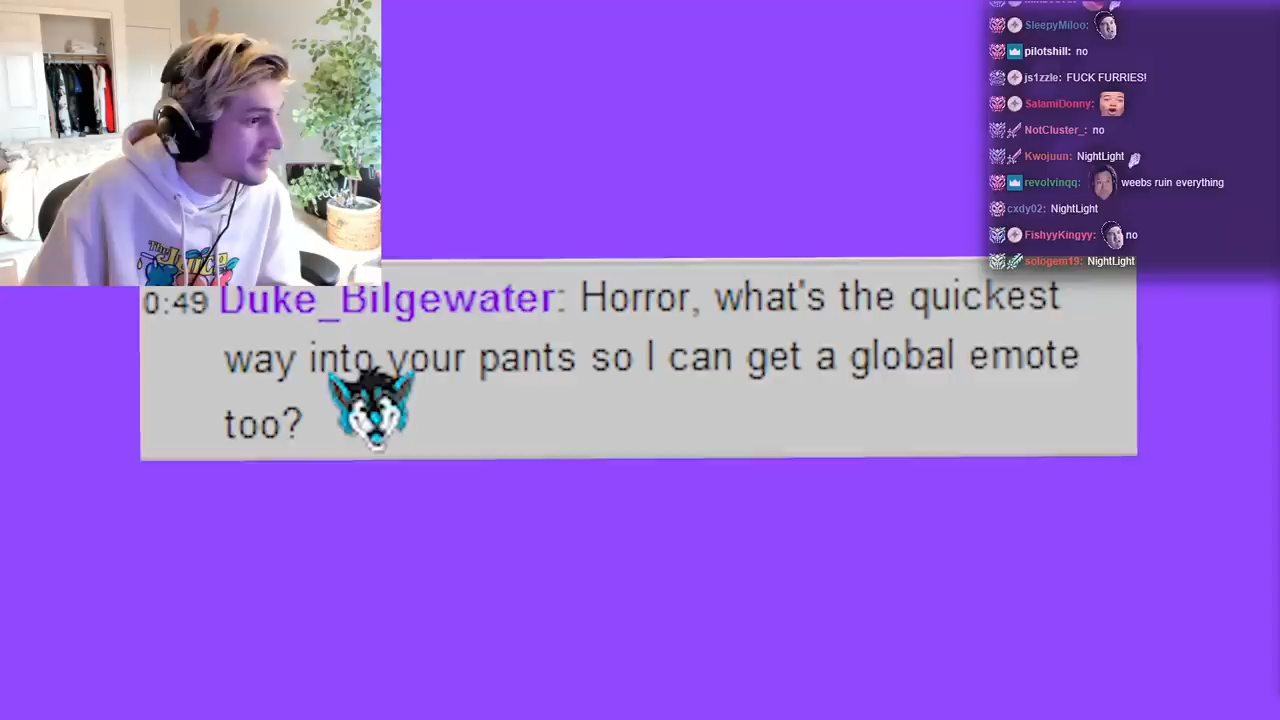 SleepyMiloo:
pilotshill: no
js1zzle: FUCK FURRIES!
SalamiDonny:
NotCluster_: no
Kwojuun: NightLight
revolvinqq: weebs ruin everything
cxdy02: NightLight
FishyyKingyy: no
sologem19: NightLight
0:49 Duke_Bilgewater: Horror, what's the quickest
way into your pants so I can get a global emote
too?